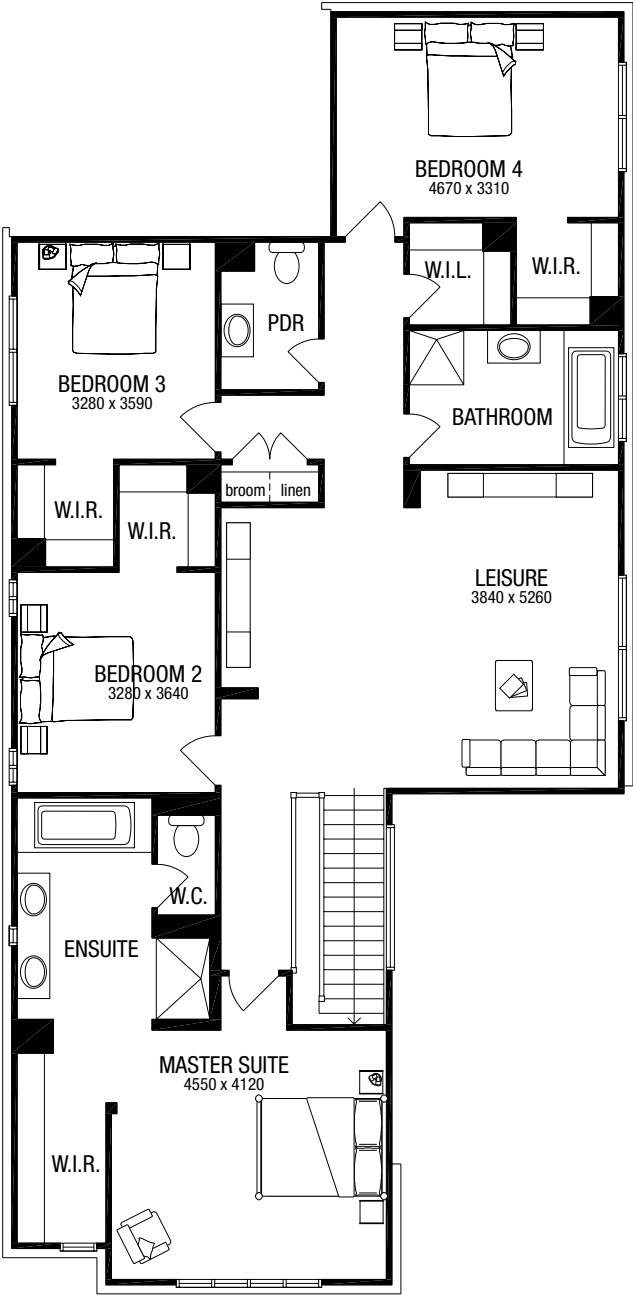 BEDROOM 4
4670 x 3310
W.I.L.
W.I.R.
PDR
BEDROOM 3
3280 x 3590
BATHROOM
broom
linen
W.I.R.
W.I.R.
LEISURE
3840 x 5260
BEDROOM 2
3280 x 3640
W.C.
ENSUITE
MASTER SUITE
4550 x 4120
W.I.R.